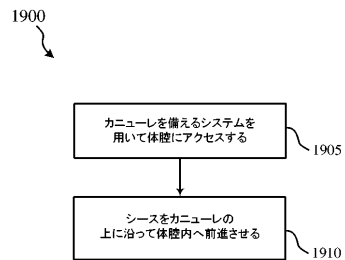 1900
カニューレを備えるシステムを
用いて体腔にアクセスする
1905
シースをカニューレの
上に沿って体腔内へ前進させる
1910